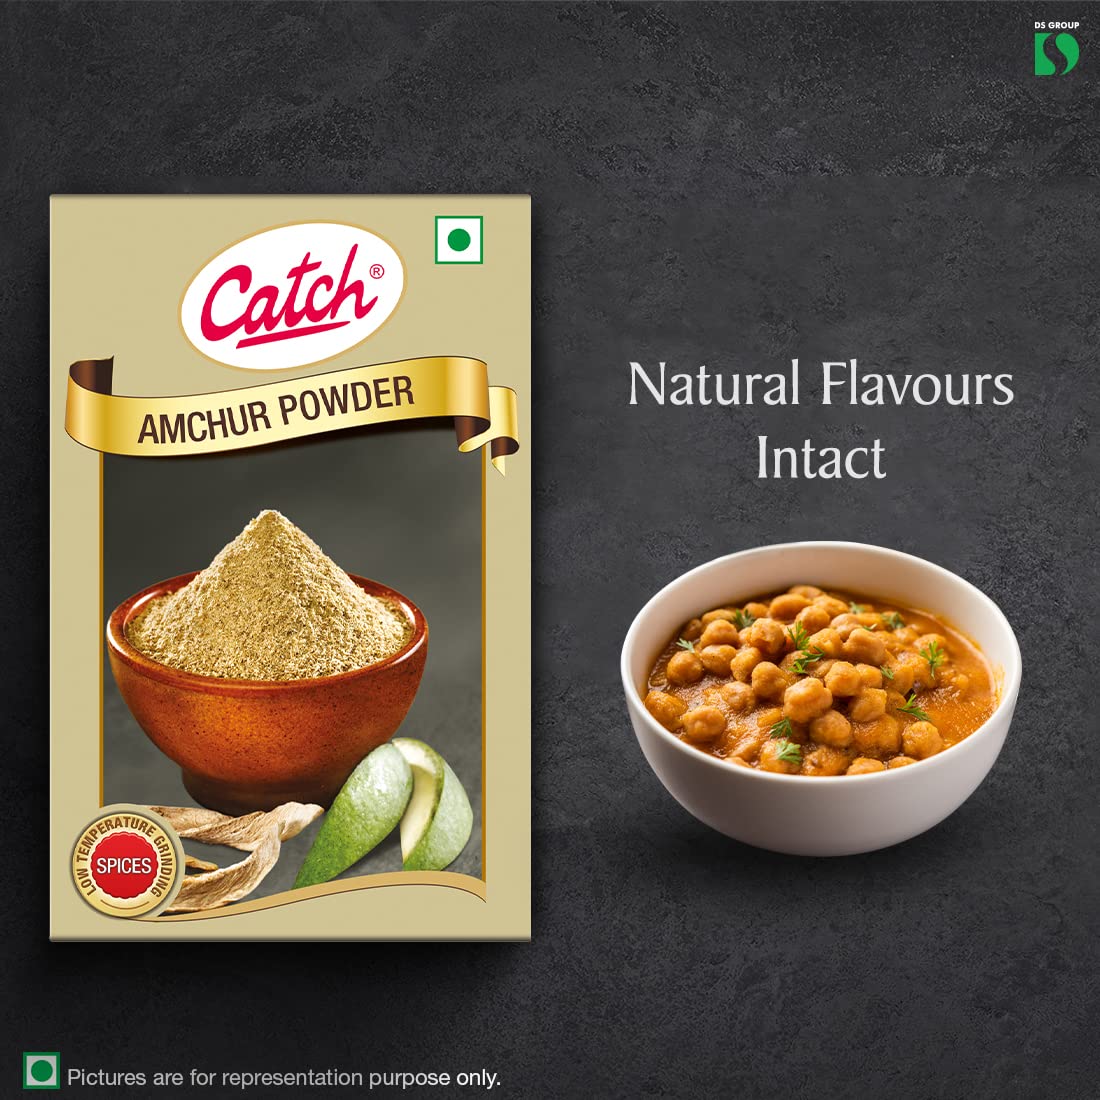 DS GROUP
Catch®
AMCHUR POWDER
LOW TEMPERATURE GRINDING
SPICES
Natural Flavours
Intact
Pictures are for representation purpose only.